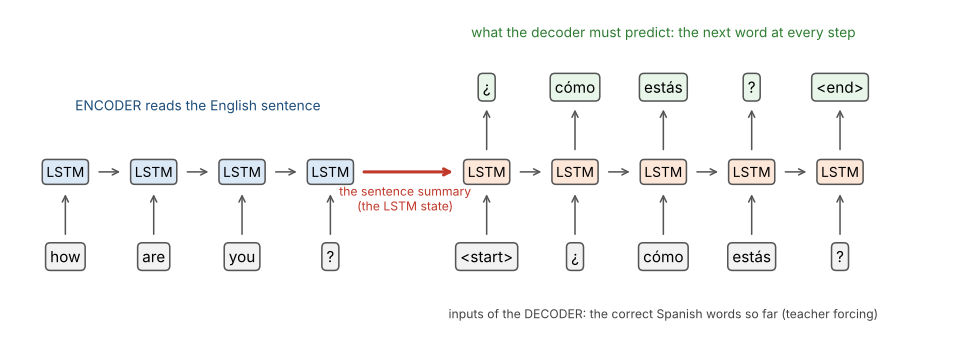 what the decoder must predict: the next word at every step
¿ cómo estás ? <end>
ENCODER reads the English sentence
LSTM LSTM LSTM LSTM LSTM LSTM LSTM LSTM LSTM
the sentence summary
(the LSTM state)
how are you ? <start> ¿ cómo estás ?
inputs of the DECODER: the correct Spanish words so far (teacher forcing)